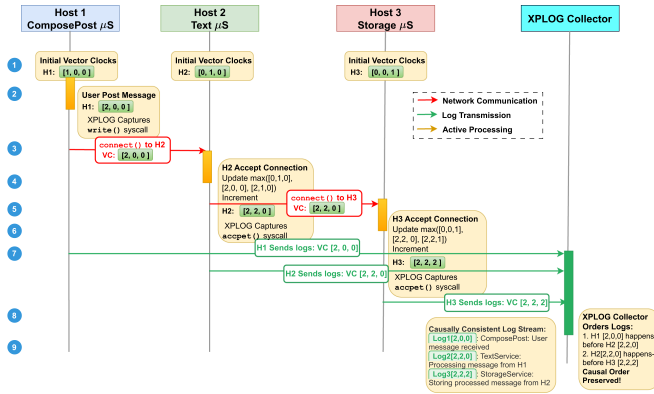 Host 1
ComposePost μS
Host 2
Text μS
Host 3
Storage μS
XPLOG Collector
1
Initial Vector Clocks
H1: [1, 0, 0 ]
Initial Vector Clocks
H2: [0, 1, 0 ]
Initial Vector Clocks
H3: [0, 0, 1 ]
2
User Post Message
H1: [2, 0, 0]
XPLOG Captures
write() syscall
Network Communication
Log Transmission
Active Processing
3
connect() to H2
VC: [2, 0, 0]
4
H2 Accept Connection
Update max([0,1,0],
[2,0, 0], [2,1,0])
Increment
H2: [2, 2, 0 ]
XPLOG Captures
accpet() syscall
5
connect() to H3
VC: [2, 2, 0 ]
6
H3 Accept Connection
Update max([0,0,1],
[2,2, 0], [2,2,1])
Increment
H3: [2, 2, 2 ]
XPLOG Captures
accpet() syscall
7
H1 Sends logs: VC [2, 0, 0]
H2 Sends logs: VC [2, 2, 0]
H3 Sends logs: VC [2, 2, 2]
8
9
Causally Consistent Log Stream:
Log1[2,0,0] : ComposePost: User
message received
Log2[2,2,0] : TextService:
Processing message from H1
Log3[2,2,2] : StorageService:
Storing processed message from H2
XPLOG Collector
Orders Logs:
1. H1 [2,0,0] happens-
before H2 [2,2,0]
2. H2[2,2,0] happens-
before H3 [2,2,2]
Causal Order
Preserved!